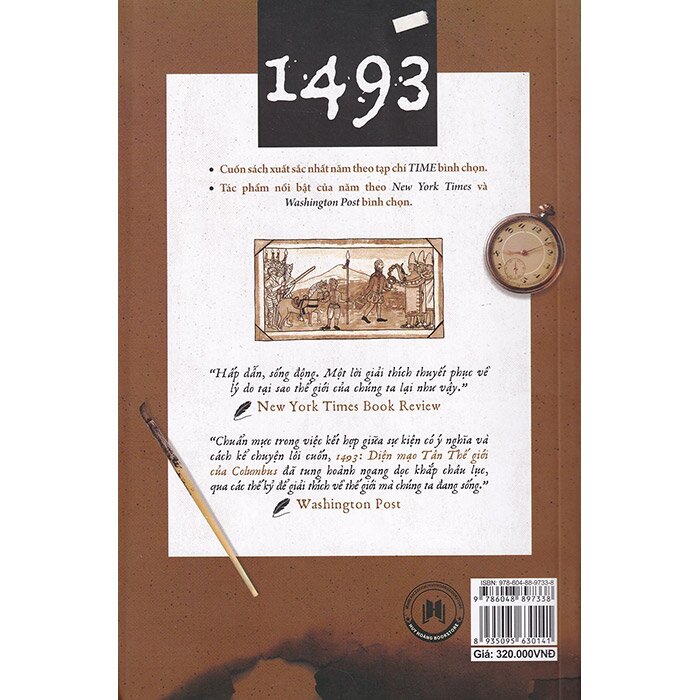 1493
• Cuốn sách xuất sắc nhất năm theo tạp chí TIME bình chọn.
• Tác phẩm nổi bật của năm theo New York Times và
Washington Post bình chọn.
“Hấp dẫn, sống động. Một lời giải thích thuyết phục về
lý do tại sao thế giới của chúng ta lại như vậy.”
New York Times Book Review
“Chuẩn mực trong việc kết hợp giữa sự kiện có ý nghĩa và
cách kể chuyện lôi cuốn, 1493: Diện mạo Tân Thế giới
của Columbus đã tung hoành ngang dọc khắp châu lục,
qua các thế kỷ để giải thích về thế giới mà chúng ta đang sống.”
Washington Post
HUY HOANG BOOKSTORE
ISBN: 978-604-88-9733-8
9 786048 897338
8 935095 630141
Giá: 320.000VNĐ